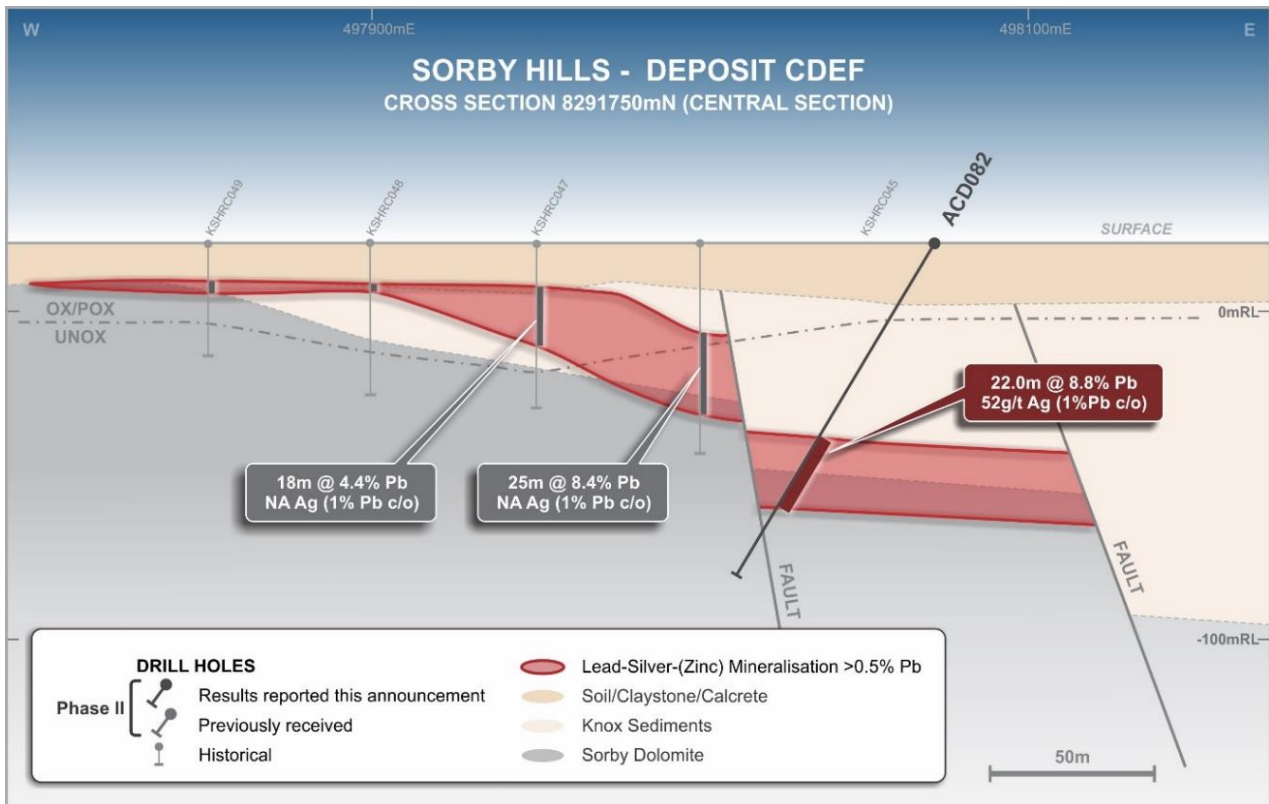 W
497900mE
498100mE
E
SORBY HILLS - DEPOSIT CDEF
CROSS SECTION 8291750mN (CENTRAL SECTION)
KSHRC049
KSHRC048
KSHRC047
KSHRC045
ACD082
SURFACE
OX/POX
UNOX
0mRL
22.0m @ 8.8% Pb
52g/t Ag (1%Pb c/o)
18m @ 4.4% Pb
NA Ag (1% Pb c/o)
25m @ 8.4% Pb
NA Ag (1% Pb c/o)
FAULT
FAULT
-100mRL
DRILL HOLES
Phase II
Results reported this announcement
Previously received
Historical
Lead-Silver-(Zinc) Mineralisation >0.5% Pb
Soil/Claystone/Calcrete
Knox Sediments
Sorby Dolomite
50m